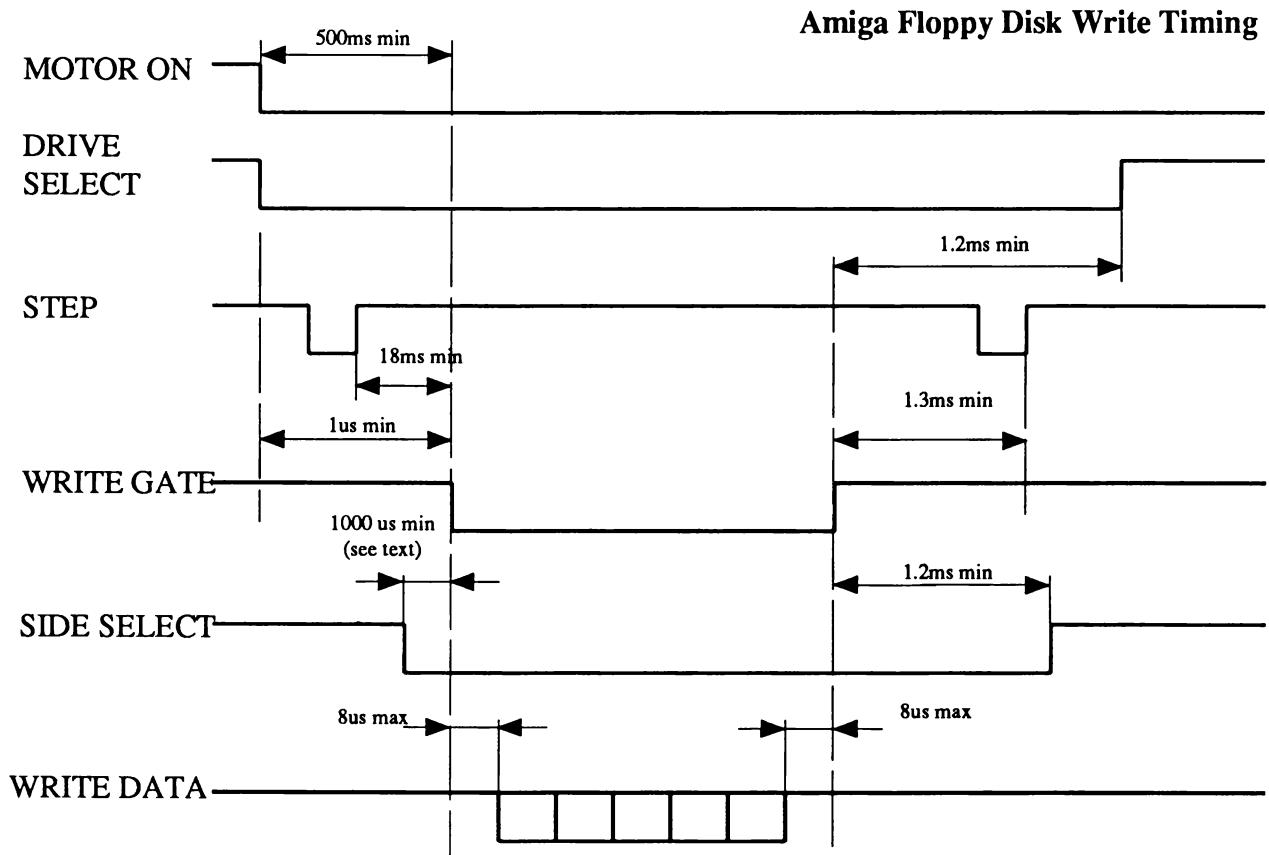 Amiga Floppy Disk Write Timing
500ms min
MOTOR ON
DRIVE
SELECT
1.2ms min
STEP
18ms min
1.3ms min
1us min
WRITE GATE
1000 us min
(see text)
1.2ms min
SIDE SELECT
8us max
8us max
WRITE DATA